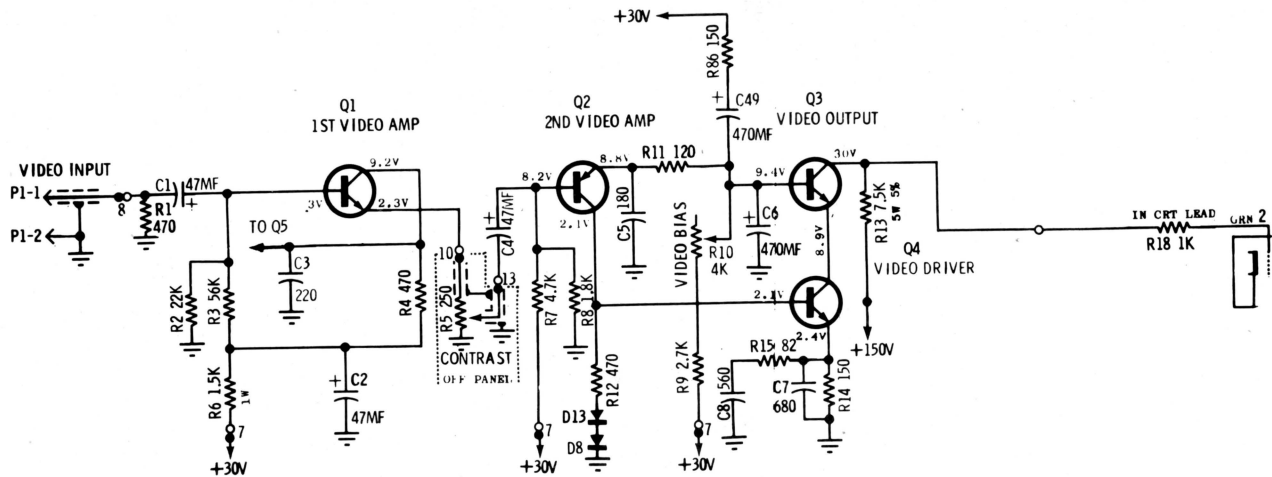 +30V
R86 150
+ C49
470MF
Q1
1ST VIDEO AMP
Q2
2ND VIDEO AMP
Q3
VIDEO OUTPUT
VIDEO INPUT
P1-1
P1-2
8
C1
47MF
+
R1
470
9.2V
.3V
2.3V
TO Q5
C3
220
R2 22K
R3 56K
R4 470
R6 1.5K
1W
+ C2
47MF
7
+30V
10
R5 250
CONTRAST
OFF PANEL
13
+
C4
47MF
8.2V
8.8V
2.1V
R11 120
C5
180
R7 4.7K
R8 1.8K
7
+30V
R12 470
D13
D8
VIDEO BIAS
R10
4K
R9 2.7K
7
+30V
9.4V
30V
+ C6
470MF
8.9V
R13 7.5K
5W 5%
Q4
VIDEO DRIVER
+150V
2.4V
R15 82
C8
560
C7
680
R14 150
IN CRT LEAD
R18 1K
GRN 2